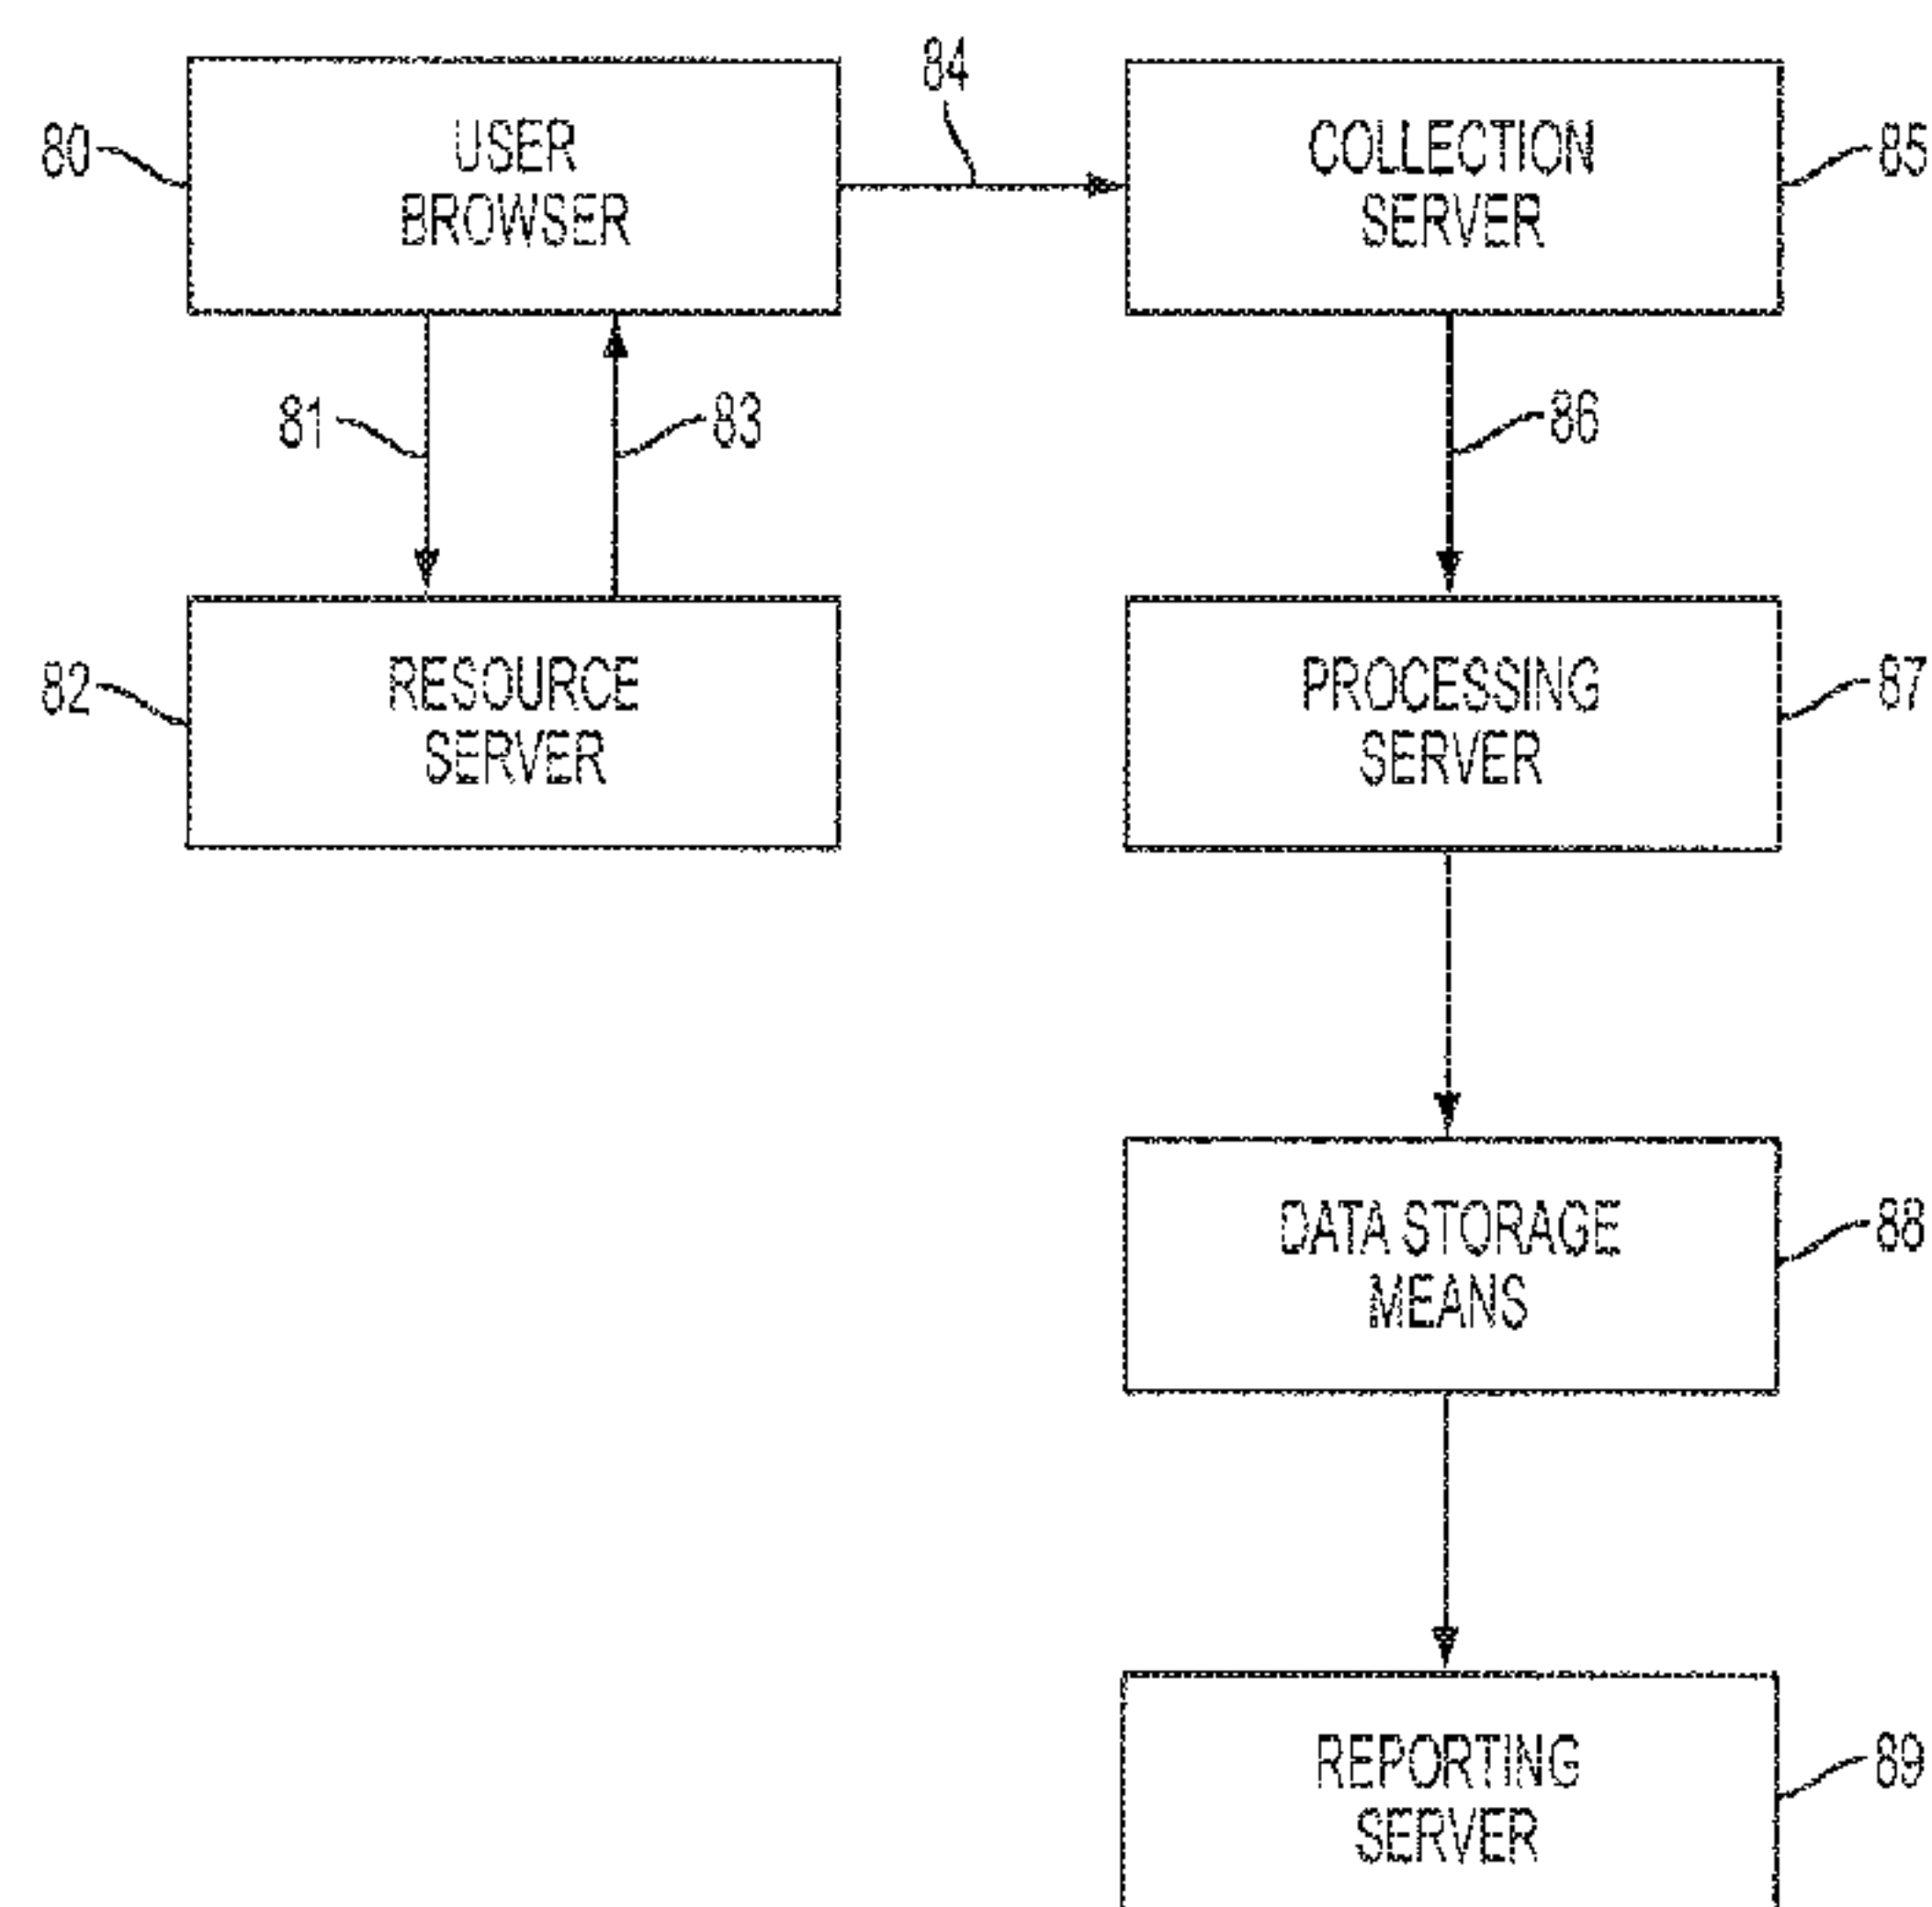 84
80
USER
BROWSER
COLLECTION
SERVER
85
81
83
86
82
RESOURCE
SERVER
PROCESSING
SERVER
87
DATA STORAGE
MEANS
88
REPORTING
SERVER
89